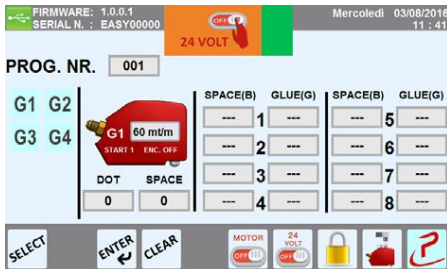 FIRMWARE: 1.0.0.1
SERIAL N. : EASY00000
OFF
24 VOLT
Mercoledì 03/08/2016
11 : 41
PROG. NR. 001
G1 G2
G3 G4
G1 60 mt/m
START 1 ENC. OFF
DOT SPACE
0 0
SPACE(B) GLUE(G) SPACE(B) GLUE(G)
--- 1 --- --- 5 ---
--- 2 --- --- 6 ---
--- 3 --- --- 7 ---
--- 4 --- --- 8 ---
SELECT
ENTER
CLEAR
MOTOR
OFF
24
VOLT
OFF